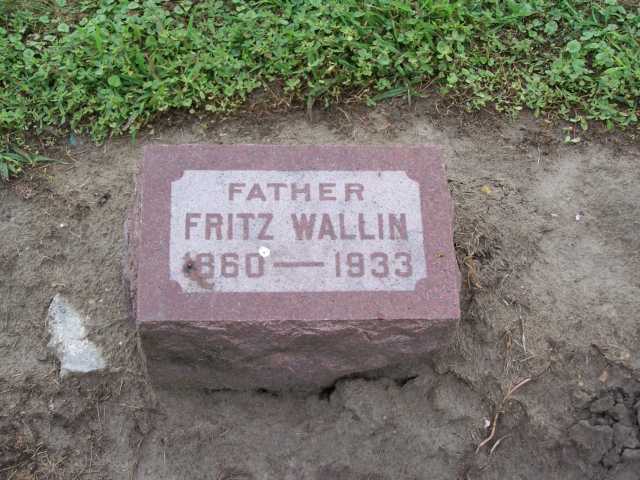 FATHER
FRITZ WALLIN
1860 — 1933